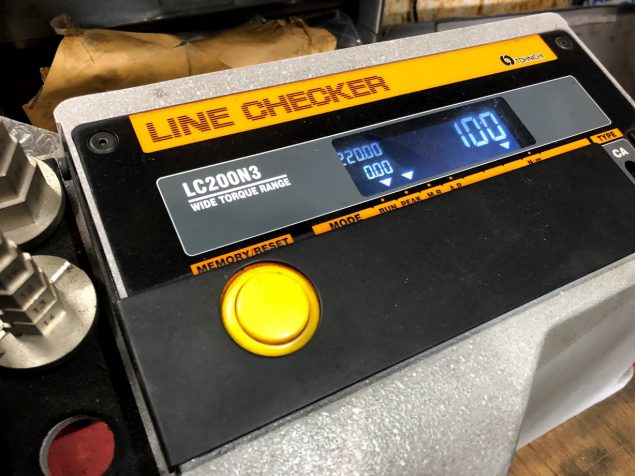 LINE CHECKER
TOHNICHI
LC200N3
WIDE TORQUE RANGE
220.00
0.00
100
N·m
TYPE
CA
MODE
RUN PEAK M.P. A.R
MEMORY/RESET